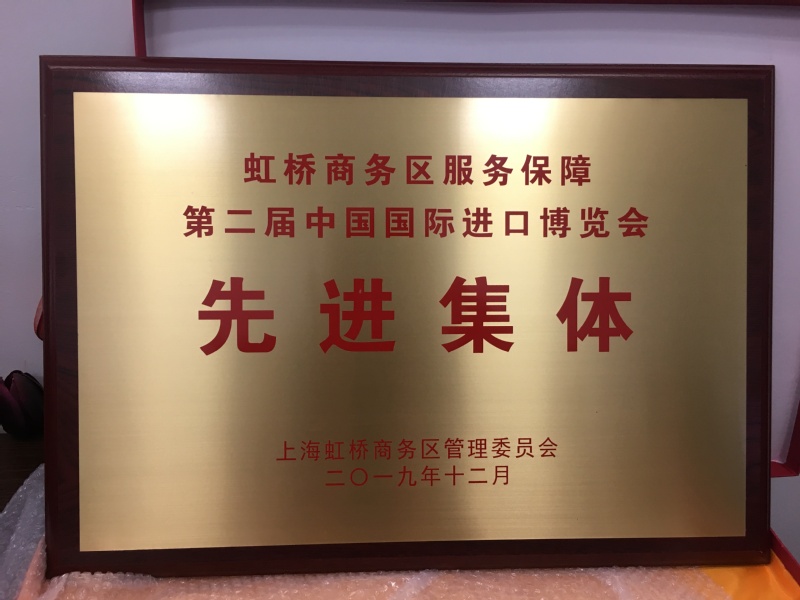 虹桥商务区服务保障
第二届中国国际进口博览会
先进集体
上海虹桥商务区管理委员会
二〇一九年十二月